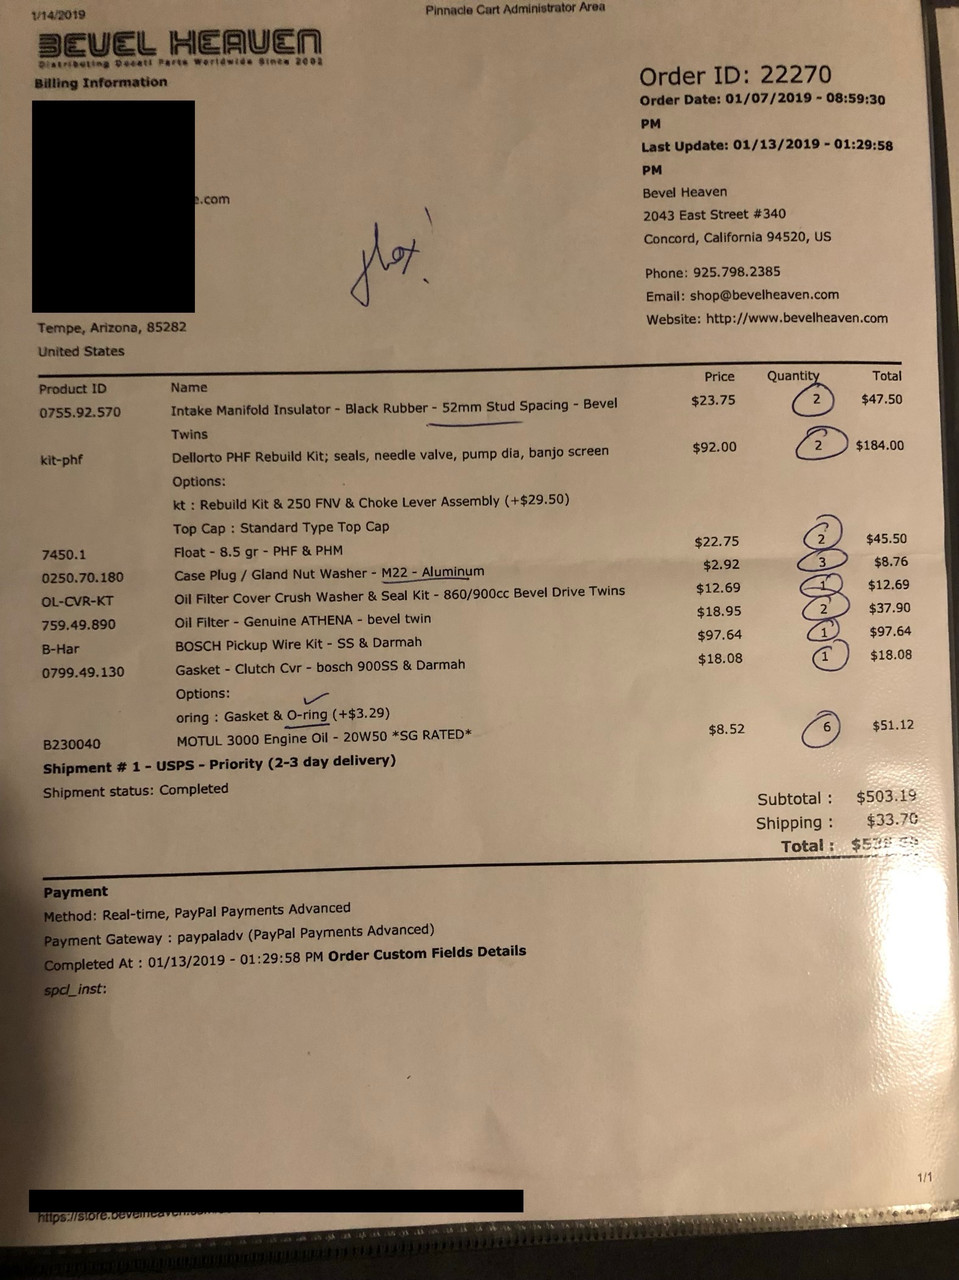 1/14/2019 Pinnacle Cart Administrator Area
BEVEL HEAVEN
Distributing Ducati Parts Worldwide Since 2002
Billing Information
Order ID: 22270
Order Date: 01/07/2019 - 08:59:30
PM
Last Update: 01/13/2019 - 01:29:58
PM
Bevel Heaven
2043 East Street #340
Concord, California 94520, US
Phone: 925.798.2385
Email: shop@bevelheaven.com
Website: http://www.bevelheaven.com
.com
Tempe, Arizona, 85282
United States
Product ID Name Price Quantity Total
0755.92.570 Intake Manifold Insulator - Black Rubber - 52mm Stud Spacing - Bevel $23.75 2 $47.50
Twins
kit-phf Dellorto PHF Rebuild Kit; seals, needle valve, pump dia, banjo screen $92.00 2 $184.00
Options:
kt : Rebuild Kit & 250 FNV & Choke Lever Assembly (+$29.50)
Top Cap : Standard Type Top Cap
7450.1 Float - 8.5 gr - PHF & PHM $22.75 2 $45.50
0250.70.180 Case Plug / Gland Nut Washer - M22 - Aluminum $2.92 3 $8.76
OL-CVR-KT Oil Filter Cover Crush Washer & Seal Kit - 860/900cc Bevel Drive Twins $12.69 1 $12.69
759.49.890 Oil Filter - Genuine ATHENA - bevel twin $18.95 2 $37.90
B-Har BOSCH Pickup Wire Kit - SS & Darmah $97.64 1 $97.64
0799.49.130 Gasket - Clutch Cvr - bosch 900SS & Darmah $18.08 1 $18.08
Options:
oring : Gasket & O-ring (+$3.29)
B230040 MOTUL 3000 Engine Oil - 20W50 *SG RATED* $8.52 6 $51.12
Shipment # 1 - USPS - Priority (2-3 day delivery)
Shipment status: Completed
Subtotal : $503.19
Shipping : $33.70
Total :
Payment
Method: Real-time, PayPal Payments Advanced
Payment Gateway : paypaladv (PayPal Payments Advanced)
Completed At : 01/13/2019 - 01:29:58 PM Order Custom Fields Details
spcl_inst:
1/1